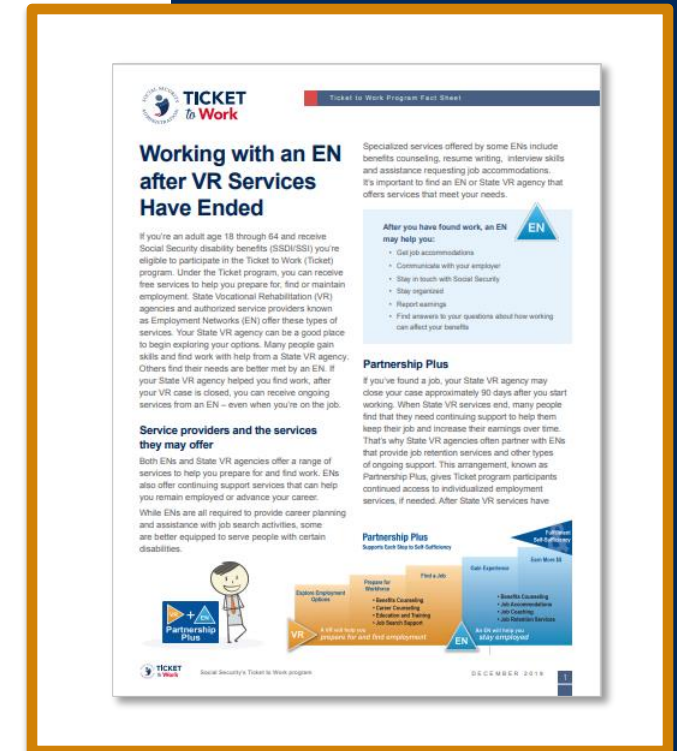 SOCIAL SECURITY
ADMINISTRATION
TICKET
to Work
Ticket to Work Program Fact Sheet
Working with an EN
after VR Services
Have Ended
If you're an adult age 18 through 64 and receive
Social Security disability benefits (SSDI/SSI) you're
eligible to participate in the Ticket to Work (Ticket)
program. Under the Ticket program, you can receive
free services to help you prepare for, find or maintain
employment. State Vocational Rehabilitation (VR)
agencies and authorized service providers known
as Employment Networks (EN) offer these types of
services. Your State VR agency can be a good place
to begin exploring your options. Many people gain
skills and find work with help from a State VR agency.
Others find their needs are better met by an EN. If
your State VR agency helped you find work, after
your VR case is closed, you can receive ongoing
services from an EN – even when you're on the job.
Service providers and the services
they may offer
Both ENs and State VR agencies offer a range of
services to help you prepare for and find work. ENs
also offer continuing support services that can help
you remain employed or advance your career.
While ENs are all required to provide career planning
and assistance with job search activities, some
are better equipped to serve people with certain
disabilities.
Specialized services offered by some ENs include
benefits counseling, resume writing, interview skills
and assistance requesting job accommodations.
It's important to find an EN or State VR agency that
offers services that meet your needs.
After you have found work, an EN
may help you:
EN
• Get job accommodations
• Communicate with your employer
• Stay in touch with Social Security
• Stay organized
• Report earnings
• Find answers to your questions about how working
can affect your benefits
Partnership Plus
If you've found a job, your State VR agency may
close your case approximately 90 days after you start
working. When State VR services end, many people
find that they need continuing support to help them
keep their job and increase their earnings over time.
That's why State VR agencies often partner with ENs
that provide job retention services and other types
of ongoing support. This arrangement, known as
Partnership Plus, gives Ticket program participants
continued access to individualized employment
services, if needed. After State VR services have
VR + EN
Partnership
Plus
Partnership Plus
Supports Each Step to Self-Sufficiency
Explore Employment
Options
Prepare for
Workforce
• Benefits Counseling
• Career Counseling
• Education and Training
• Job Search Support
Find a Job
Gain Experience
Earn More $$
Self-Sufficiency
• Benefits Counseling
• Job Accommodations
• Job Coaching
• Job Retention Services
VR
A VR will help you
prepare for and find employment
EN
An EN will help you
stay employed
TICKET
to Work
Social Security's Ticket to Work program
DECEMBER 2019
1